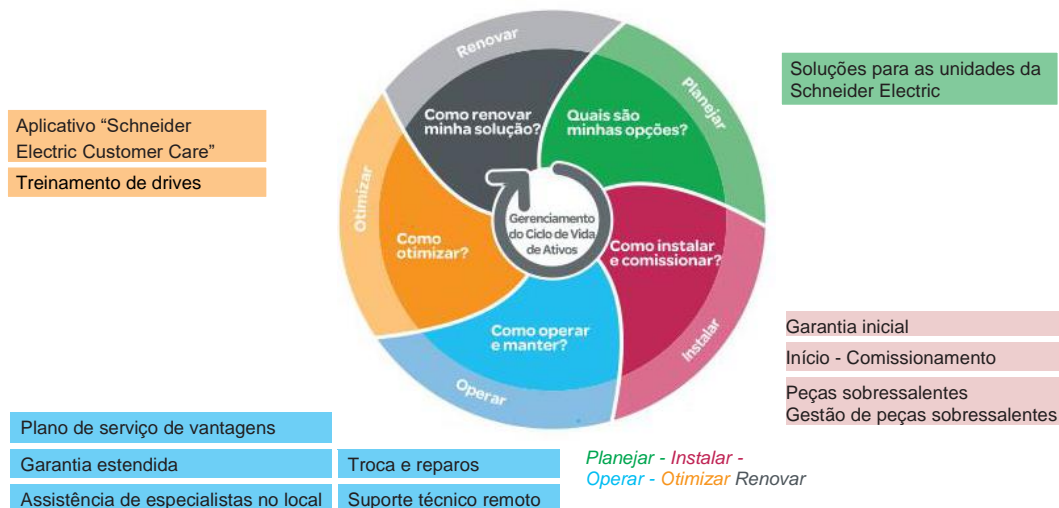 Renovar
Planejar
Soluções para as unidades da
Schneider Electric
Como renovar
minha solução?
Quais são
minhas opções?
Aplicativo “Schneider
Electric Customer Care”
Treinamento de drives
Otimizar
Gerenciamento
do Ciclo de Vida
de Ativos
Como
otimizar?
Como instalar
e comissionar?
Como operar
e manter?
Instalar
Operar
Garantia inicial
Início - Comissionamento
Peças sobressalentes
Gestão de peças sobressalentes
Plano de serviço de vantagens
Garantia estendida
Troca e reparos
Assistência de especialistas no local
Suporte técnico remoto
Planejar - Instalar -
Operar - Otimizar Renovar